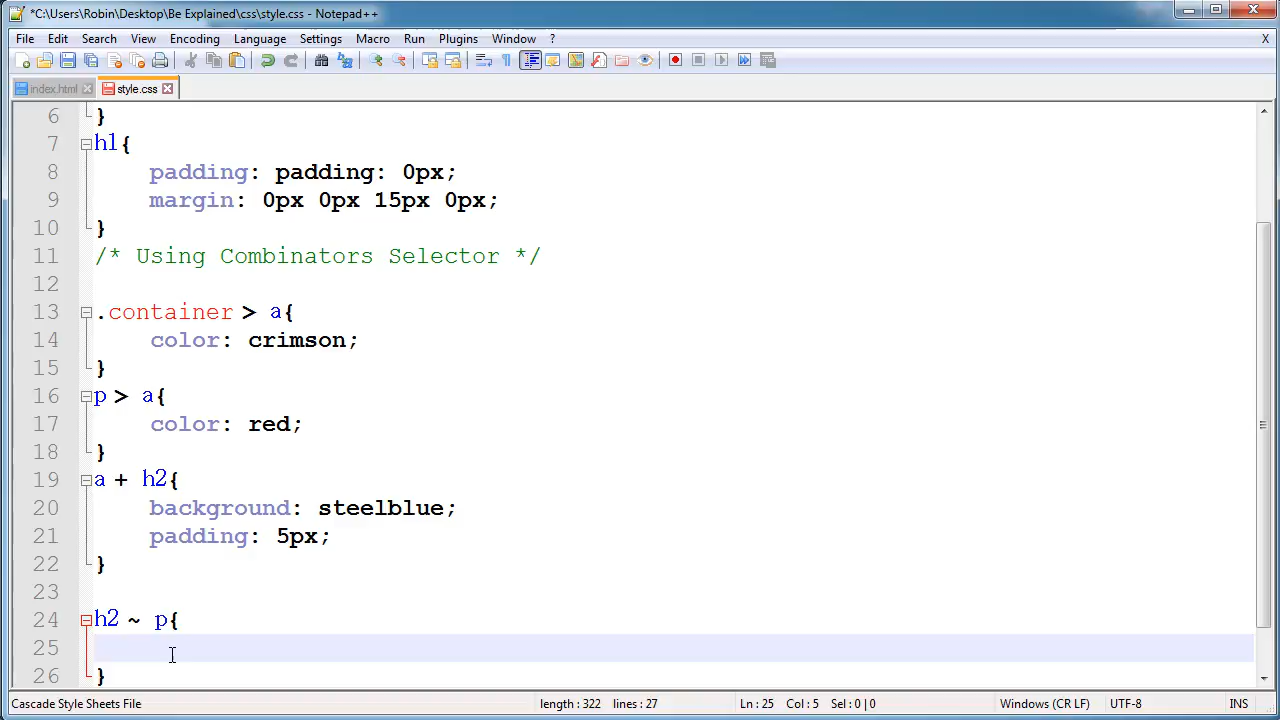 *C:\Users\Robin\Desktop\Be Explained\css\style.css - Notepad++
File Edit Search View Encoding Language Settings Macro Run Plugins Window ? X
index.html style.css
6 }
7 h1{
8 padding: padding: 0px;
9 margin: 0px 0px 15px 0px;
10 }
11 /* Using Combinators Selector */
12
13 .container > a{
14 color: crimson;
15 }
16 p > a{
17 color: red;
18 }
19 a + h2{
20 background: steelblue;
21 padding: 5px;
22 }
23
24 h2 ~ p{
25
26 }
Cascade Style Sheets File length : 322 lines : 27 Ln : 25 Col : 5 Sel : 0 | 0 Windows (CR LF) UTF-8 INS